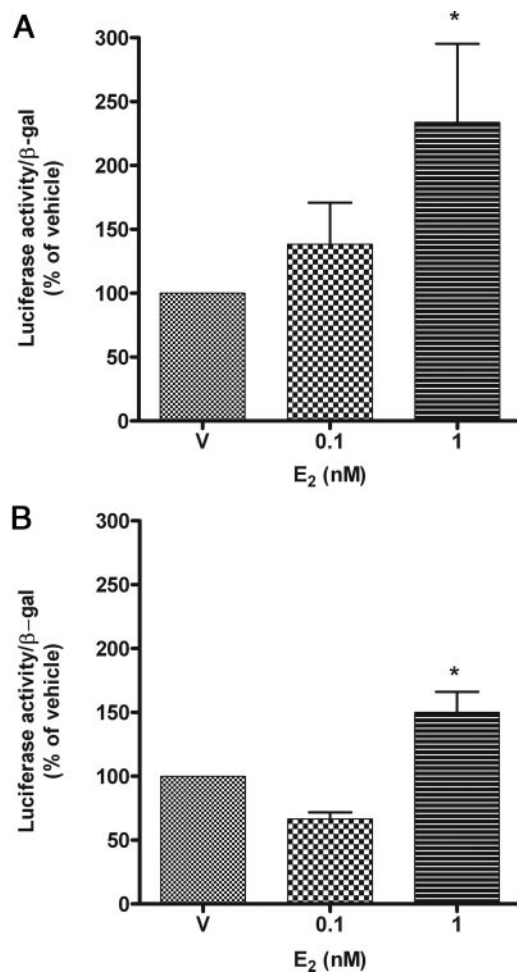 A
Luciferase activity/β-gal
(% of vehicle)
300
250
200
150
100
50
0
*
V 0.1 1
E₂ (nM)
B
Luciferase activity/β–gal
(% of vehicle)
300
250
200
150
100
50
0
*
V 0.1 1
E₂ (nM)